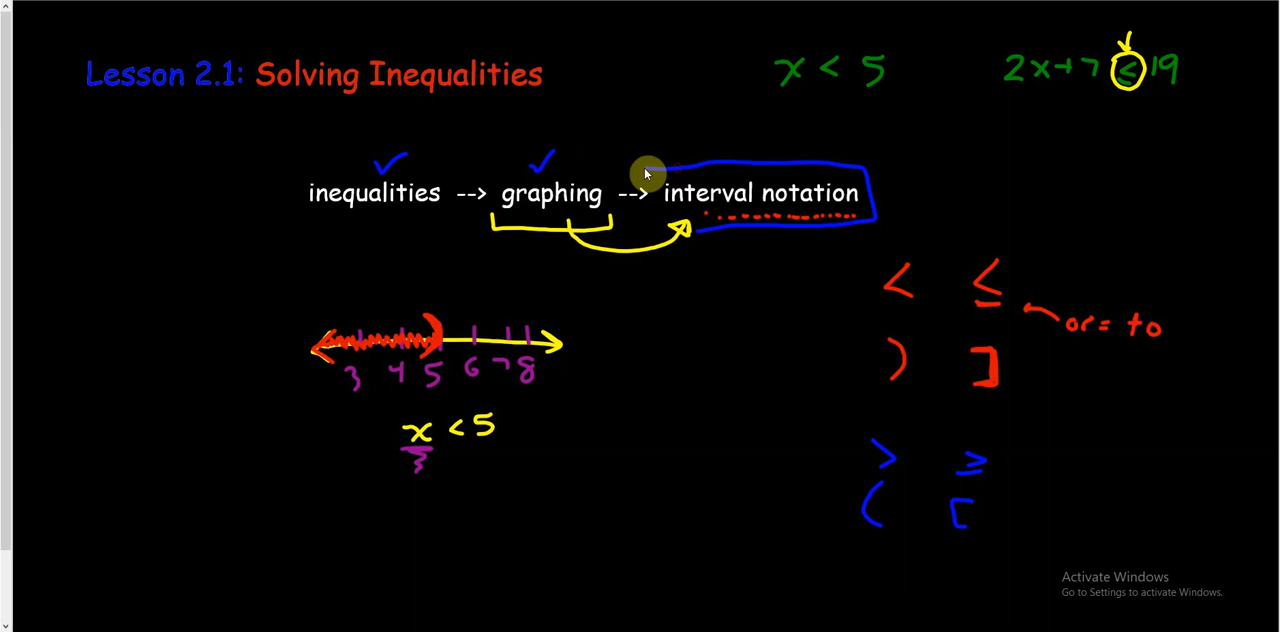 Lesson 2.1: Solving Inequalities
x < 5
2x+7 ≤ 19
inequalities --> graphing --> interval notation
< ≤
or = to
) ]
3 4 5 6 7 8
x < 5
3
> ≥
( [
Activate Windows
Go to Settings to activate Windows.